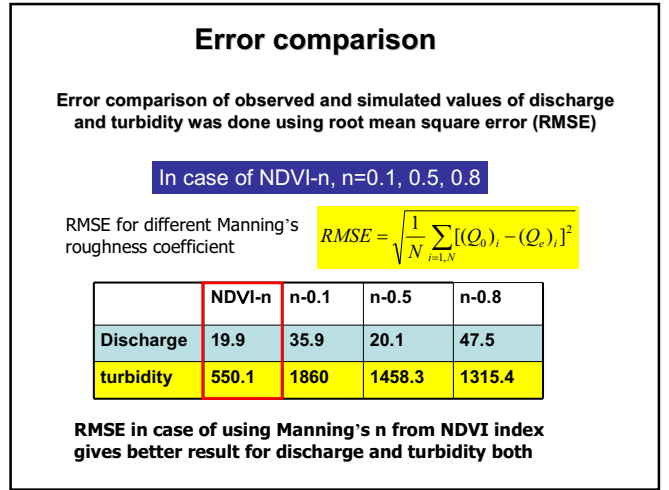 Error comparison
Error comparison of observed and simulated values of discharge
and turbidity was done using root mean square error (RMSE)
In case of NDVI-n, n=0.1, 0.5, 0.8
RMSE for different Manning's
roughness coefficient
RMSE = √(1/N ∑_{i=1,N} [(Q_0)_i − (Q_e)_i]^2)
NDVI-n n-0.1 n-0.5 n-0.8
Discharge 19.9 35.9 20.1 47.5
turbidity 550.1 1860 1458.3 1315.4
RMSE in case of using Manning's n from NDVI index
gives better result for discharge and turbidity both